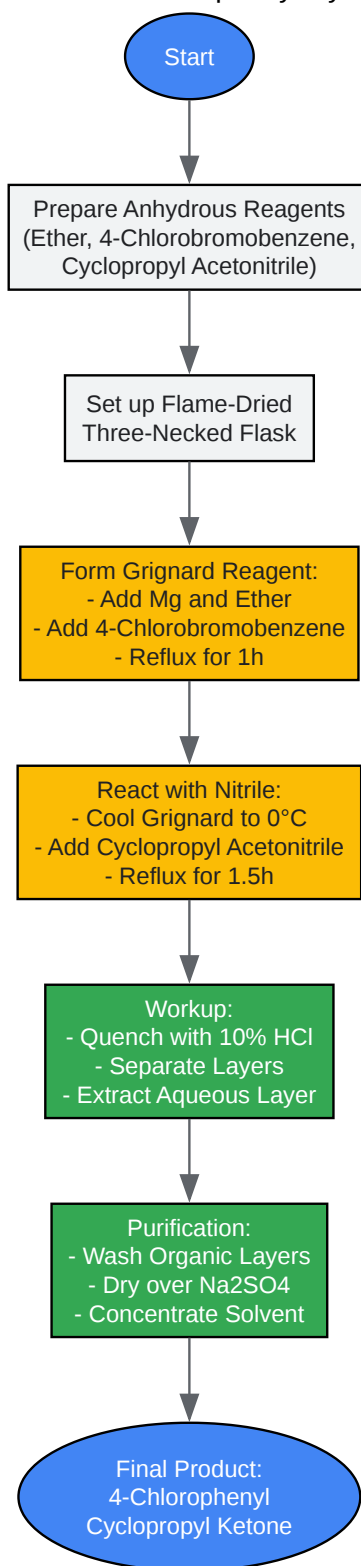 Start
Prepare Anhydrous Reagents
(Ether, 4-Chlorobromobenzene,
Cyclopropyl Acetonitrile)
Set up Flame-Dried
Three-Necked Flask
Form Grignard Reagent:
- Add Mg and Ether
- Add 4-Chlorobromobenzene
- Reflux for 1h
React with Nitrile:
- Cool Grignard to 0°C
- Add Cyclopropyl Acetonitrile
- Reflux for 1.5h
Workup:
- Quench with 10% HCl
- Separate Layers
- Extract Aqueous Layer
Purification:
- Wash Organic Layers
- Dry over Na2SO4
- Concentrate Solvent
Final Product:
4-Chlorophenyl
Cyclopropyl Ketone